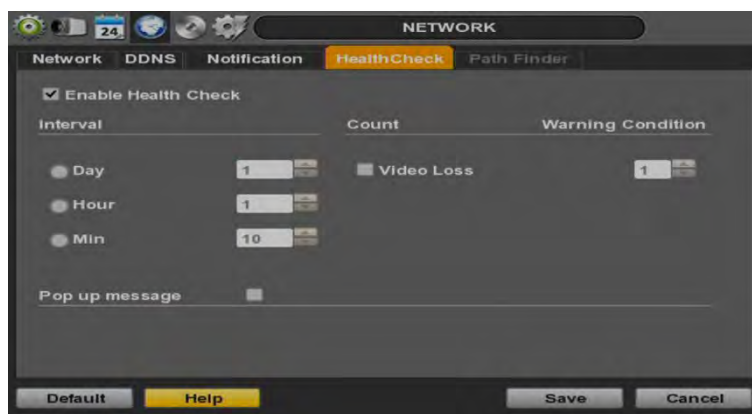 24
NETWORK
Network DDNS Notification HealthCheck Path Finder
Enable Health Check
Interval Count Warning Condition
Day 1 Video Loss 1
Hour 1
Min 10
Pop up message
Default Help Save Cancel